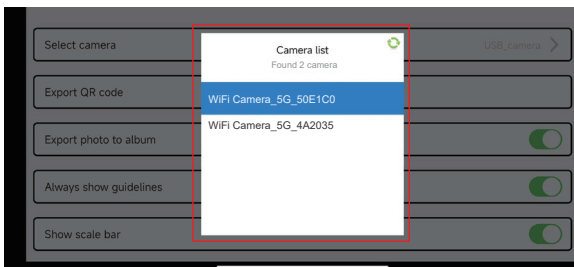 Select camera
USB_camera
Camera list
Found 2 camera
Export QR code
WiFi Camera_5G_50E1C0
WiFi Camera_5G_4A2035
Export photo to album
Always show guidelines
Show scale bar